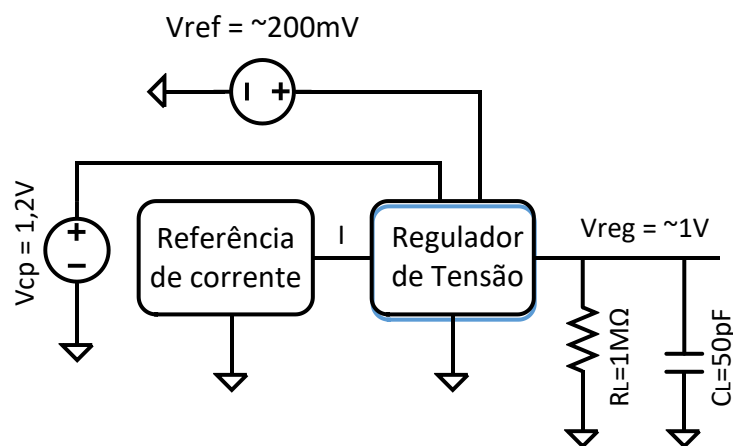 Vref = ~200mV
Vcp = 1,2V
Referência
de corrente
I
Regulador
de Tensão
Vreg = ~1V
RL=1MΩ
CL=50pF